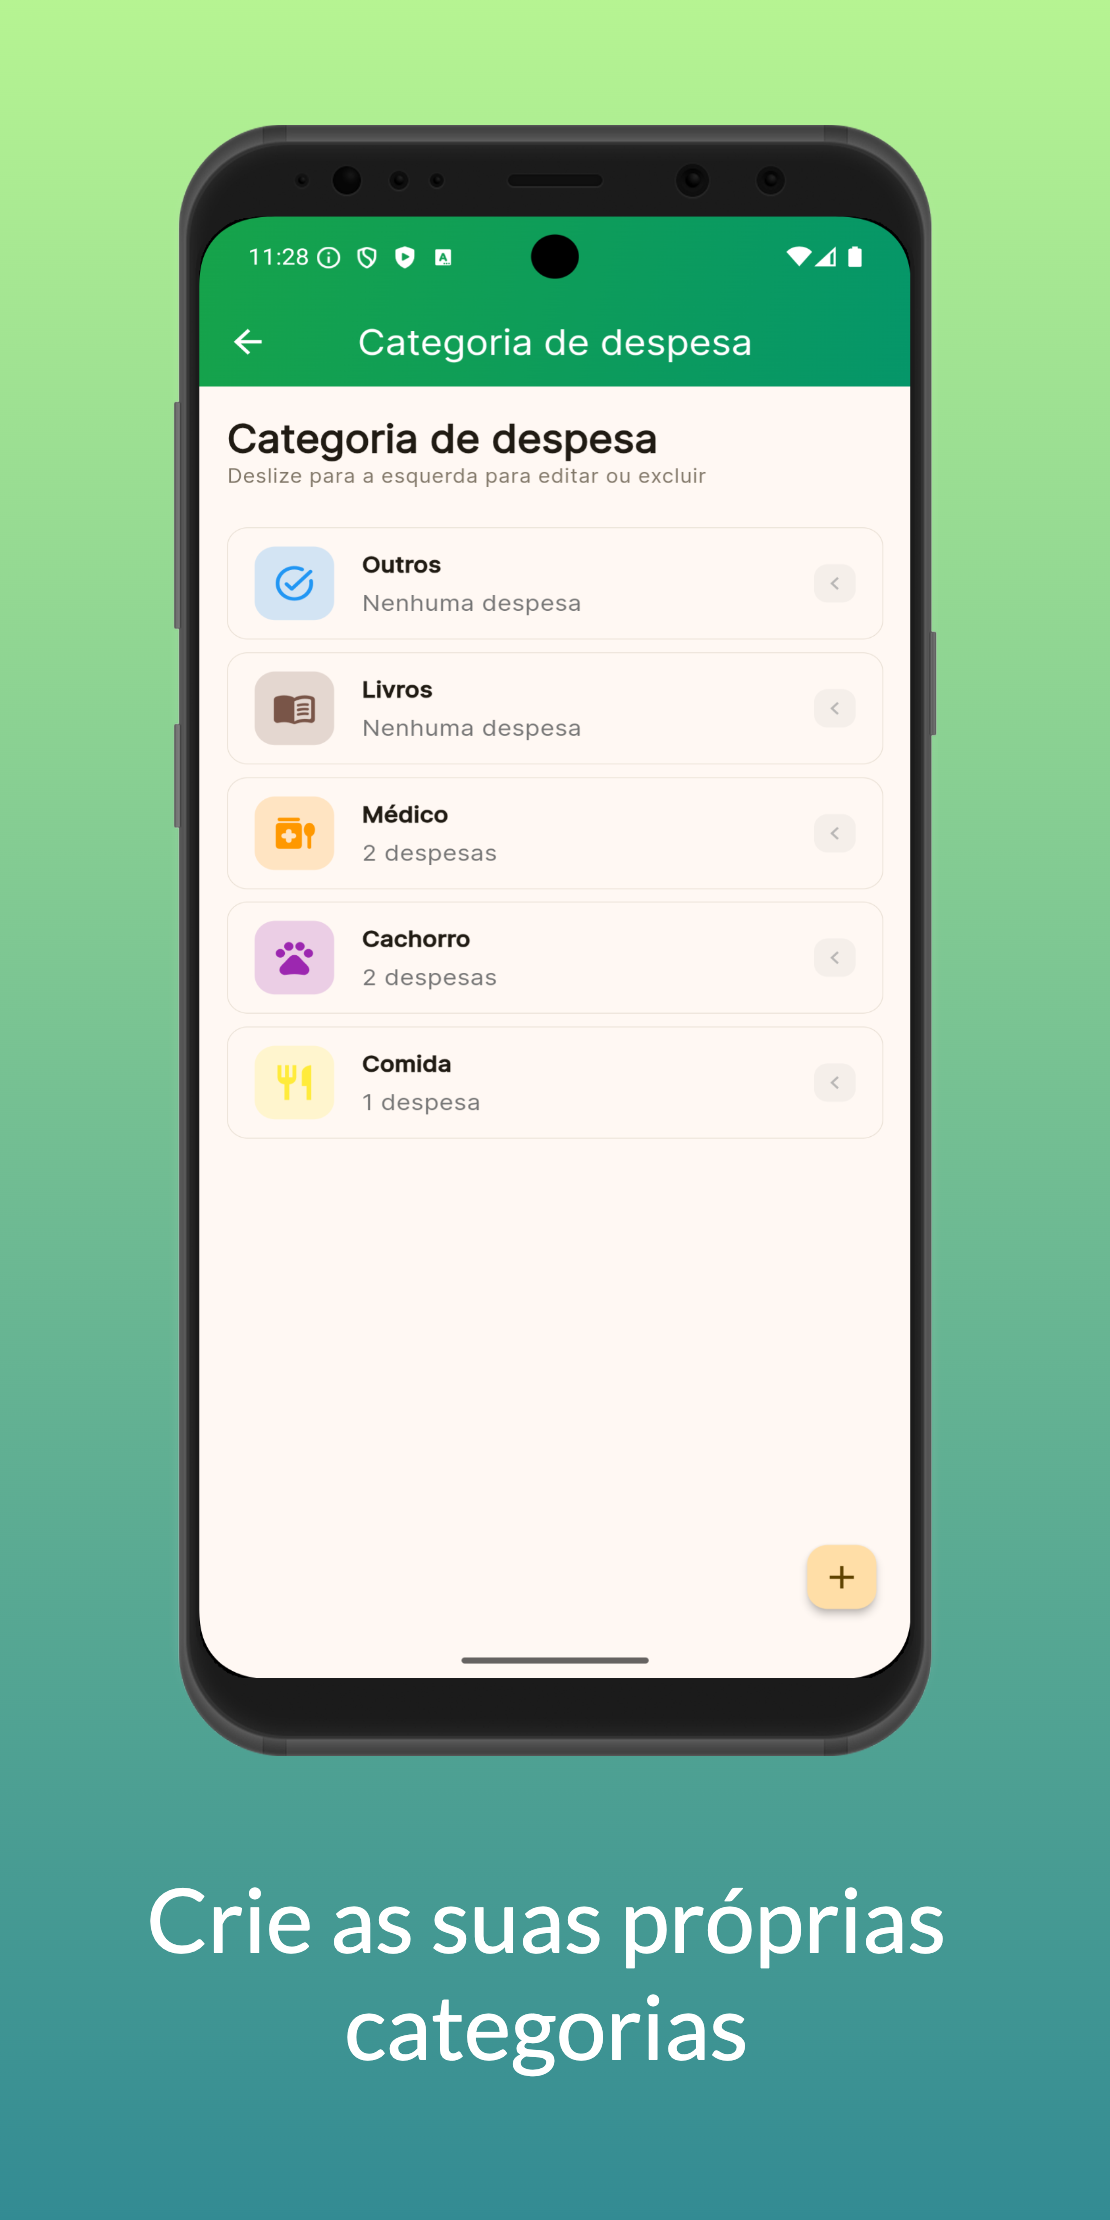 11:28
Categoria de despesa
Categoria de despesa
Deslize para a esquerda para editar ou excluir
Outros
Nenhuma despesa
Livros
Nenhuma despesa
Médico
2 despesas
Cachorro
2 despesas
Comida
1 despesa
Crie as suas próprias
categorias